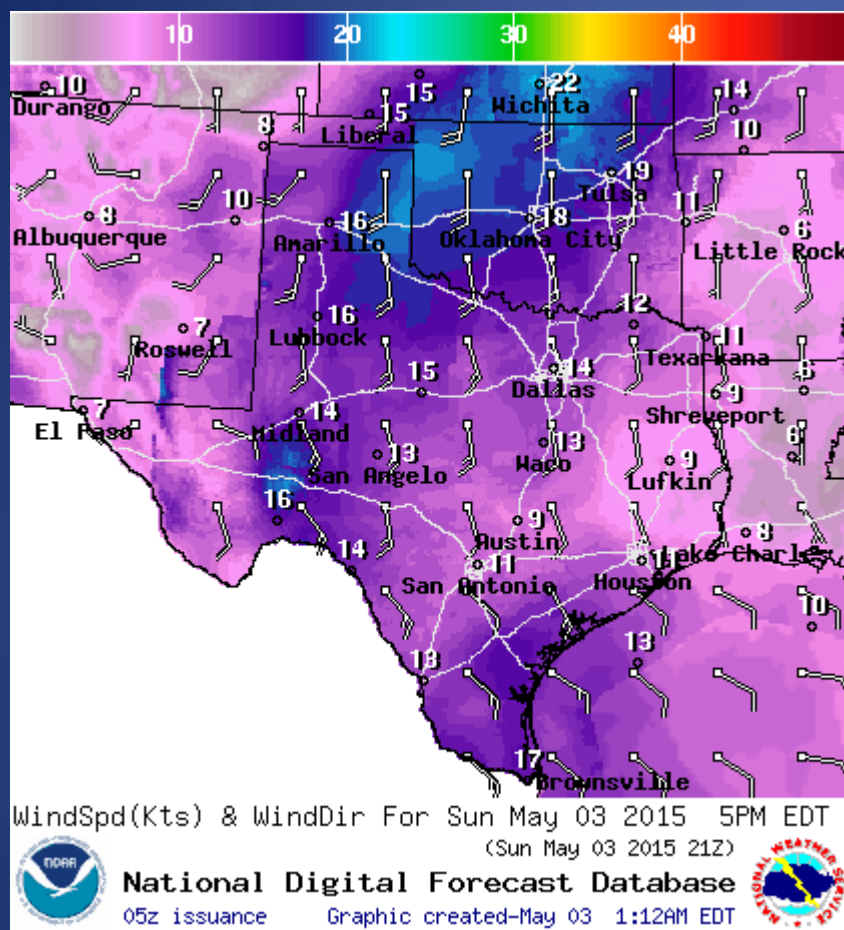 10 20 30 40
10 15 22 14
Durango 15 Wichita
8 Liberal 10
19
Tulsa
8 10 16 18 11 6
Albuquerque Amarillo Oklahoma City Little Rock
7 16 12 11
Roswell Lubbock Texarkana
15 14
Dallas 9 6
7 14 Shreveport
El Paso Midland 13 13 6
San Angelo Waco 9
Lufkin
16 9 8
Austin Lake Charles
14 11 11
San Antonio Houston
10
13 13
17
Brownsville
WindSpd(Kts) & WindDir For Sun May 03 2015 5PM EDT
(Sun May 03 2015 21Z)
NOAA
National Digital Forecast Database
05z issuance Graphic created-May 03 1:12AM EDT
NATIONAL WEATHER SERVICE